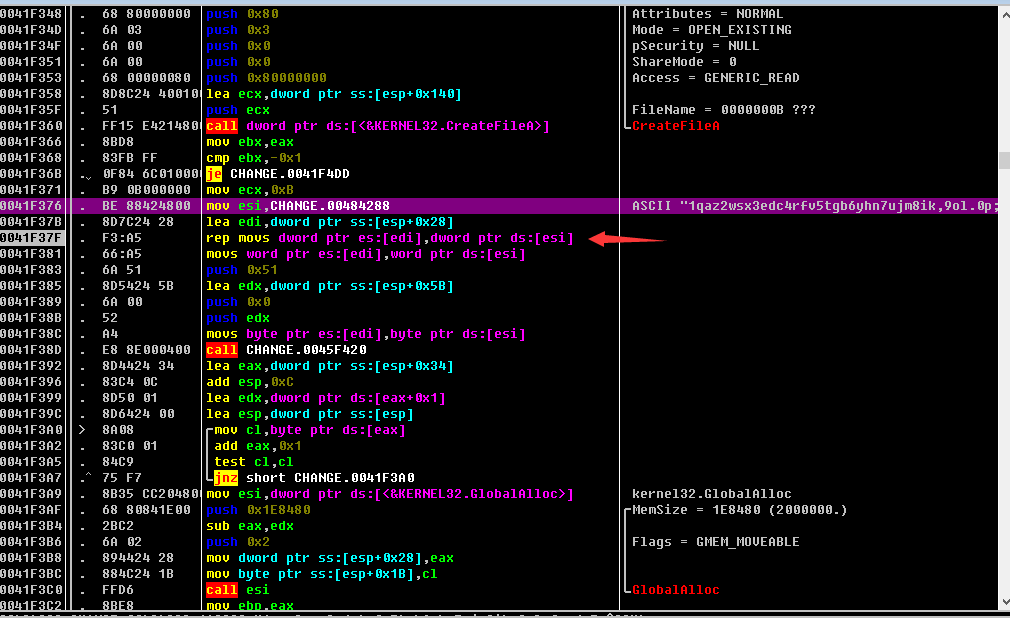 0041F348 . 68 80000000 push 0x80 Attributes = NORMAL
0041F34D . 6A 03 push 0x3 Mode = OPEN_EXISTING
0041F34F . 6A 00 push 0x0 pSecurity = NULL
0041F351 . 6A 00 push 0x0 ShareMode = 0
0041F353 . 68 00000080 push 0x80000000 Access = GENERIC_READ
0041F358 . 8D8C24 40010 lea ecx,dword ptr ss:[esp+0x140]
0041F35F . 51 push ecx FileName = 0000000B ???
0041F360 . FF15 E4214800 call dword ptr ds:[<&KERNEL32.CreateFileA>] CreateFileA
0041F366 . 8BD8 mov ebx,eax
0041F368 . 83FB FF cmp ebx,-0x1
0041F36B . 0F84 6C010000 je CHANGE.0041F4DD
0041F371 . B9 0B000000 mov ecx,0xB
0041F376 . BE 88424800 mov esi,CHANGE.00484288 ASCII "1qaz2wsx3edc4rfv5tgb6yhn7ujm8ik,9ol.0p;
0041F37B . 8D7C24 28 lea edi,dword ptr ss:[esp+0x28]
0041F37F . F3:A5 rep movs dword ptr es:[edi],dword ptr ds:[esi]
0041F381 . 66:A5 movs word ptr es:[edi],word ptr ds:[esi]
0041F383 . 6A 51 push 0x51
0041F385 . 8D5424 5B lea edx,dword ptr ss:[esp+0x5B]
0041F389 . 6A 00 push 0x0
0041F38B . 52 push edx
0041F38C . A4 movs byte ptr es:[edi],byte ptr ds:[esi]
0041F38D . E8 8E000400 call CHANGE.0045F420
0041F392 . 8D4424 34 lea eax,dword ptr ss:[esp+0x34]
0041F396 . 83C4 0C add esp,0xC
0041F399 . 8D50 01 lea edx,dword ptr ds:[eax+0x1]
0041F39C . 8D6424 00 lea esp,dword ptr ss:[esp]
0041F3A0 > 8A08 mov cl,byte ptr ds:[eax]
0041F3A2 . 83C0 01 add eax,0x1
0041F3A5 . 84C9 test cl,cl
0041F3A7 .^ 75 F7 jnz short CHANGE.0041F3A0
0041F3A9 . 8B35 CC204800 mov esi,dword ptr ds:[<&KERNEL32.GlobalAlloc>] kernel32.GlobalAlloc
0041F3AF . 68 80841E00 push 0x1E8480 MemSize = 1E8480 (2000000.)
0041F3B4 . 2BC2 sub eax,edx
0041F3B6 . 6A 02 push 0x2 Flags = GMEM_MOVEABLE
0041F3B8 . 894424 28 mov dword ptr ss:[esp+0x28],eax
0041F3BC . 884C24 1B mov byte ptr ss:[esp+0x1B],cl
0041F3C0 . FFD6 call esi GlobalAlloc
0041F3C2 . 8BE8 mov ebp,eax